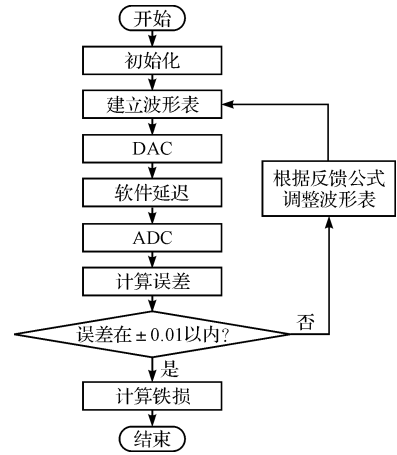 开始
初始化
建立波形表
DAC
软件延迟
ADC
计算误差
误差在±0.01以内?
否
根据反馈公式
调整波形表
是
计算铁损
结束